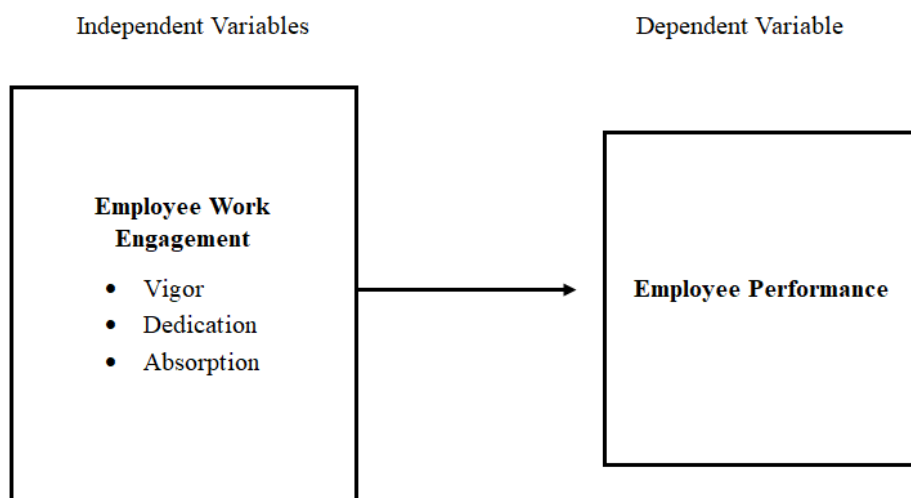 Independent Variables
Dependent Variable
Employee Work
Engagement
• Vigor
• Dedication
• Absorption
Employee Performance